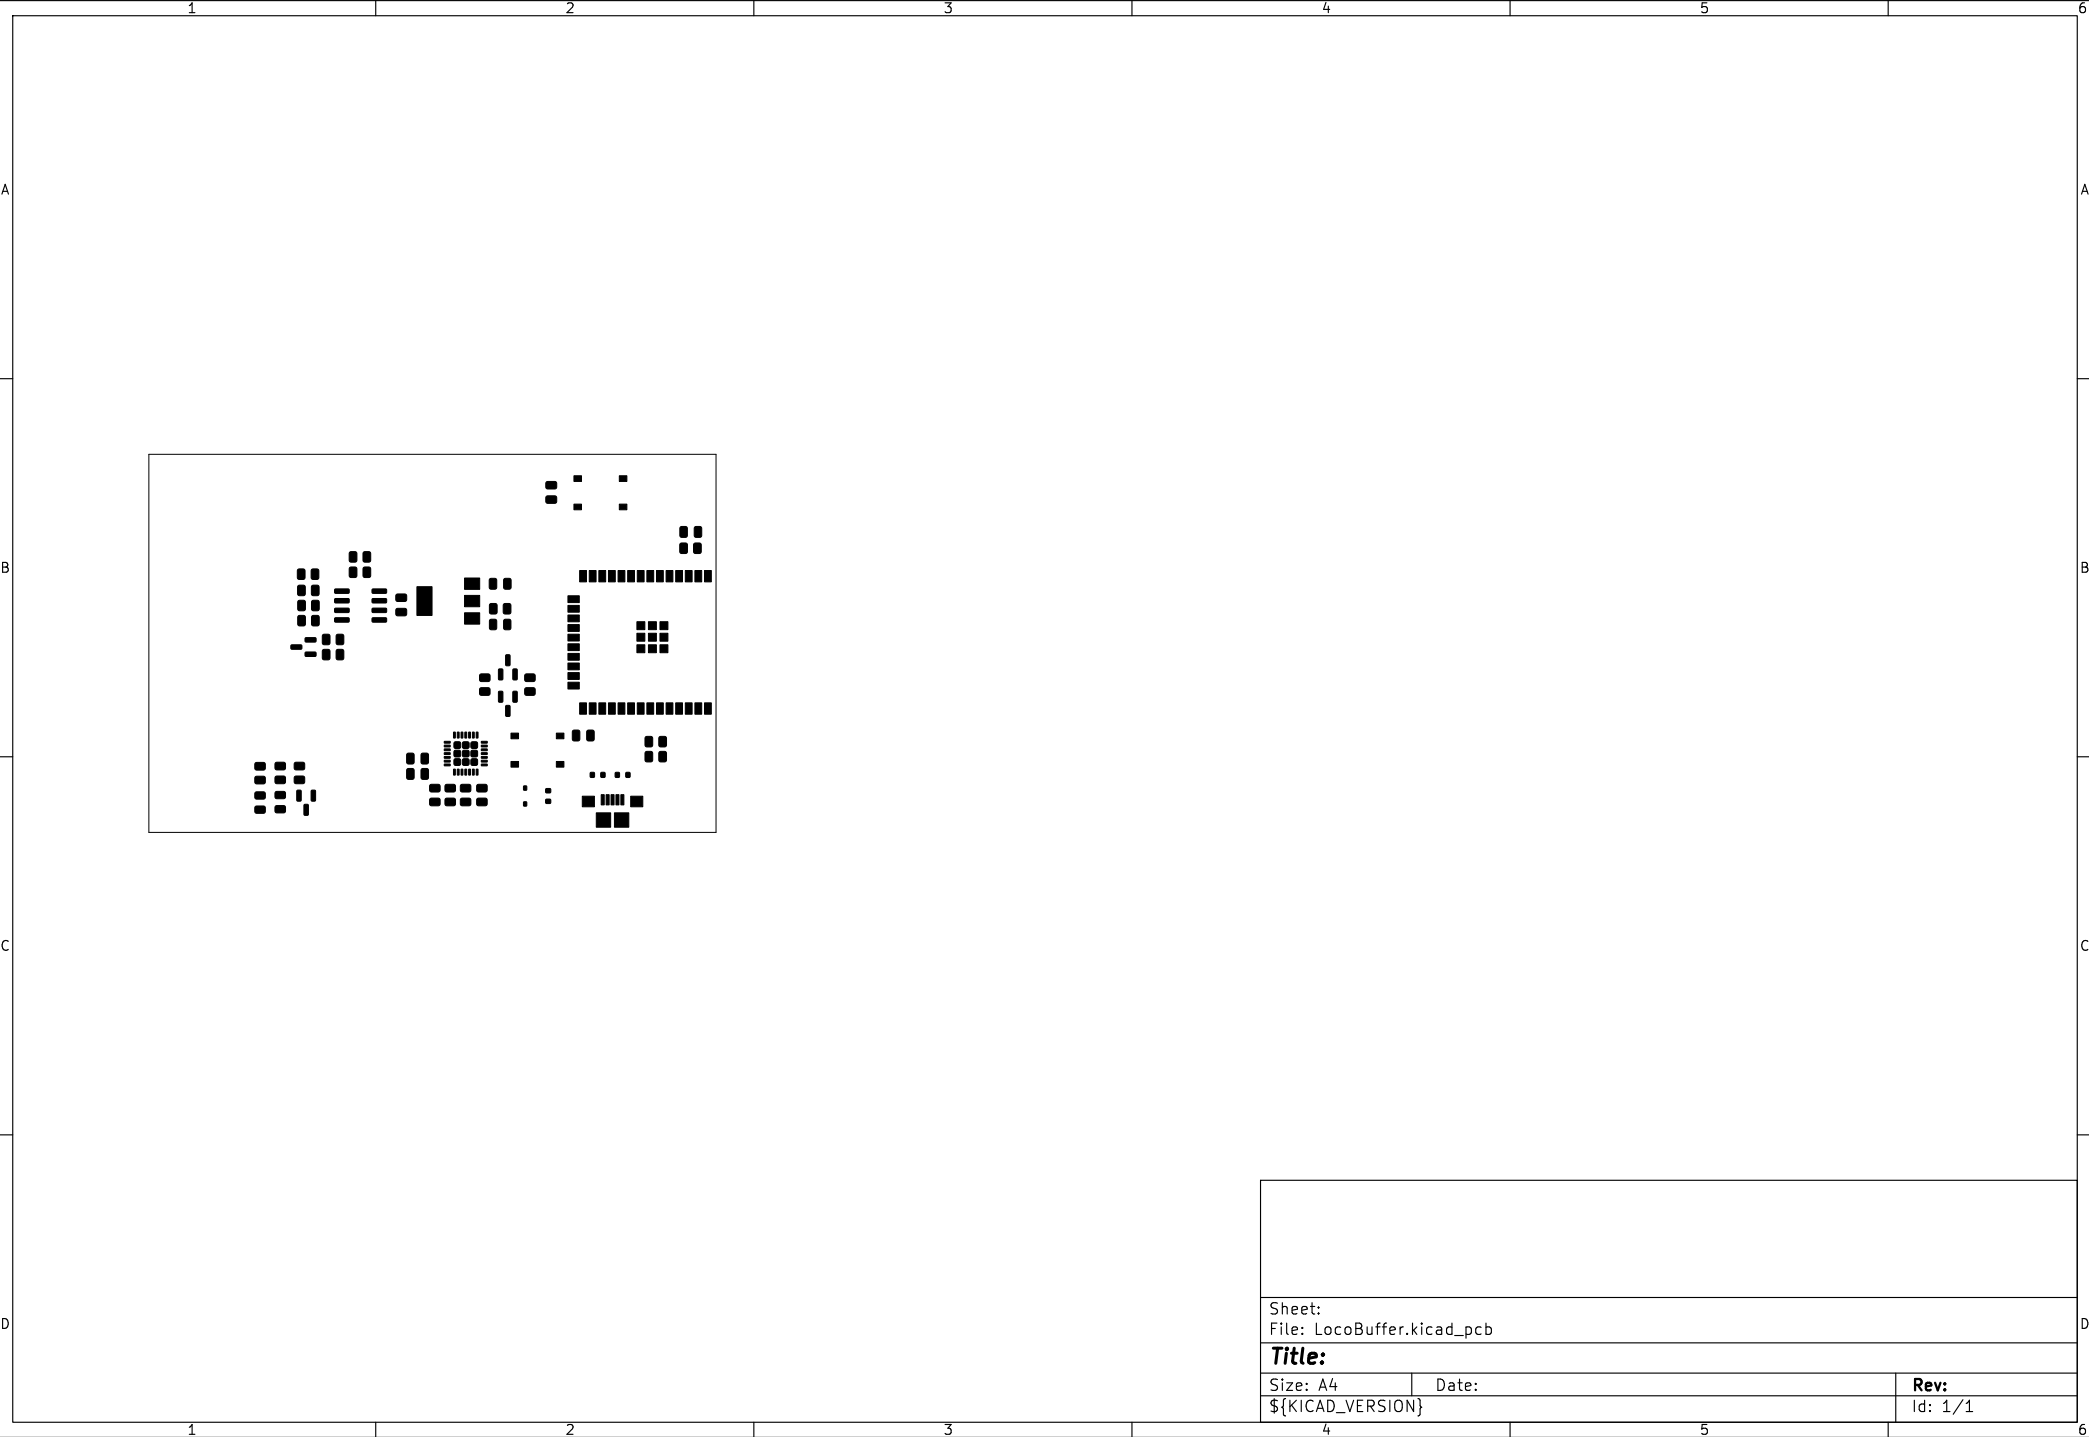 1 2 3 4 5 6
A A
B B
C C
D D
Sheet:
File: LocoBuffer.kicad_pcb
Title:
Size: A4 Date: Rev:
${KICAD_VERSION} Id: 1/1
1 2 3 4 5 6